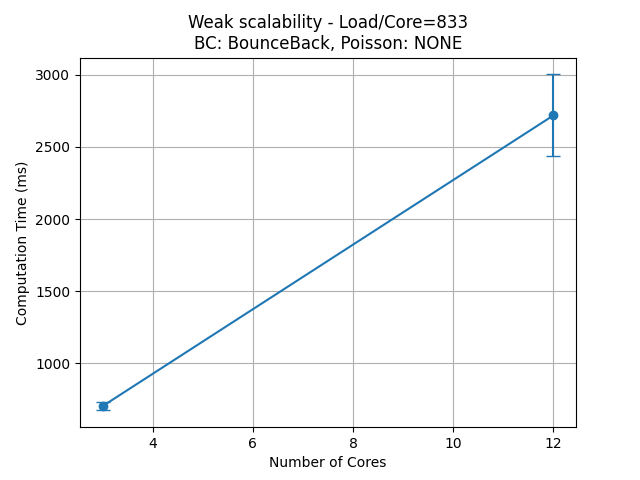 Weak scalability - Load/Core=833
BC: BounceBack, Poisson: NONE
3000
2500
2000
1500
1000
Computation Time (ms)
4
6
8
10
12
Number of Cores